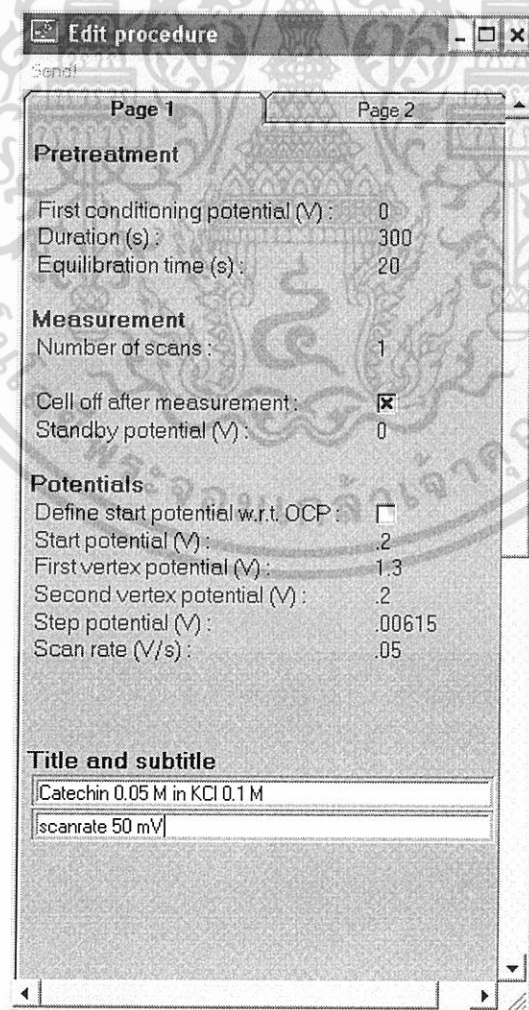 Edit procedure
Send!
Page 1 Page 2
Pretreatment
First conditioning potential (V) : 0
Duration (s) : 300
Equilibration time (s) : 20
Measurement
Number of scans : 1
Cell off after measurement :
Standby potential (V) : 0
Potentials
Define start potential w.r.t. OCP :
Start potential (V) : .2
First vertex potential (V) : 1.3
Second vertex potential (V) : .2
Step potential (V) : .00615
Scan rate (V/s) : .05
Title and subtitle
Catechin 0.05 M in KCl 0.1 M
scanrate 50 mV